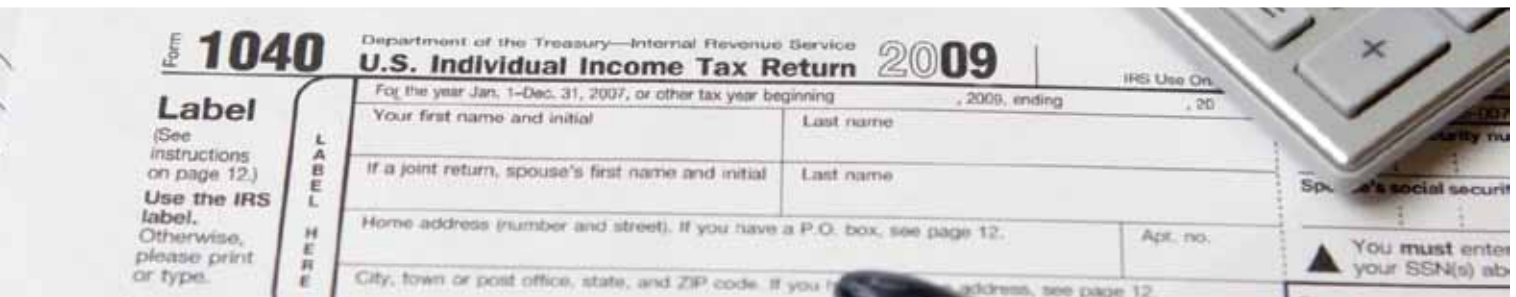 Form 1040 Department of the Treasury—Internal Revenue Service
U.S. Individual Income Tax Return 2009
IRS Use On
For the year Jan. 1–Dec. 31, 2007, or other tax year beginning , 2009, ending , 20
Label
(See
instructions
on page 12.)
Use the IRS
label.
Otherwise,
please print
or type.
LABEL
HERE
Your first name and initial Last name
If a joint return, spouse's first name and initial Last name
social securit
Home address (number and street). If you have a P.O. box, see page 12. Apt. no.
You must enter
your SSN(s) ab
City, town or post office, state, and ZIP code. If you address, see page 12.